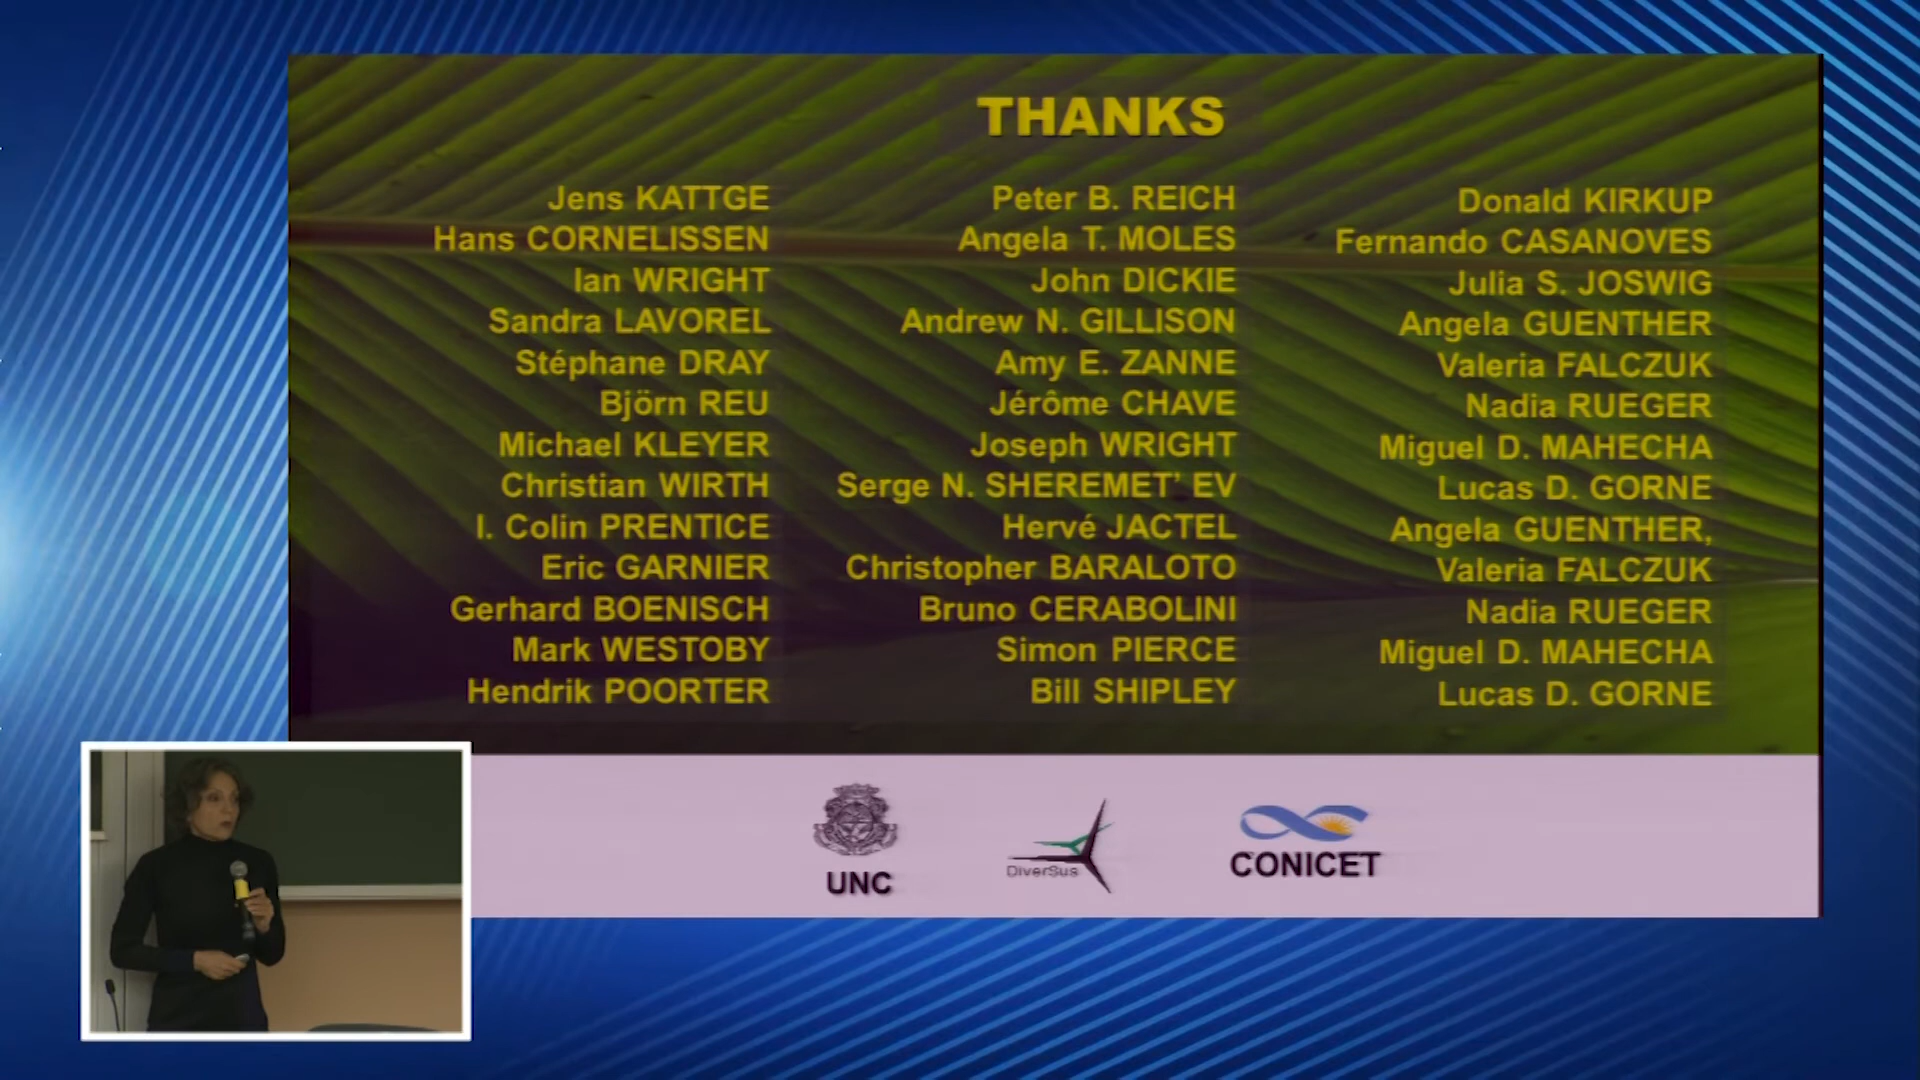 THANKS
Jens KATTGE
Hans CORNELISSEN
Ian WRIGHT
Sandra LAVOREL
Stéphane DRAY
Björn REU
Michael KLEYER
Christian WIRTH
I. Colin PRENTICE
Eric GARNIER
Gerhard BOENISCH
Mark WESTOBY
Hendrik POORTER
Peter B. REICH
Angela T. MOLES
John DICKIE
Andrew N. GILLISON
Amy E. ZANNE
Jérôme CHAVE
Joseph WRIGHT
Serge N. SHEREMET' EV
Hervé JACTEL
Christopher BARALOTO
Bruno CERABOLINI
Simon PIERCE
Bill SHIPLEY
Donald KIRKUP
Fernando CASANOVES
Julia S. JOSWIG
Angela GUENTHER
Valeria FALCZUK
Nadia RUEGER
Miguel D. MAHECHA
Lucas D. GORNE
Angela GUENTHER,
Valeria FALCZUK
Nadia RUEGER
Miguel D. MAHECHA
Lucas D. GORNE
UNC
DiverSus
CONICET